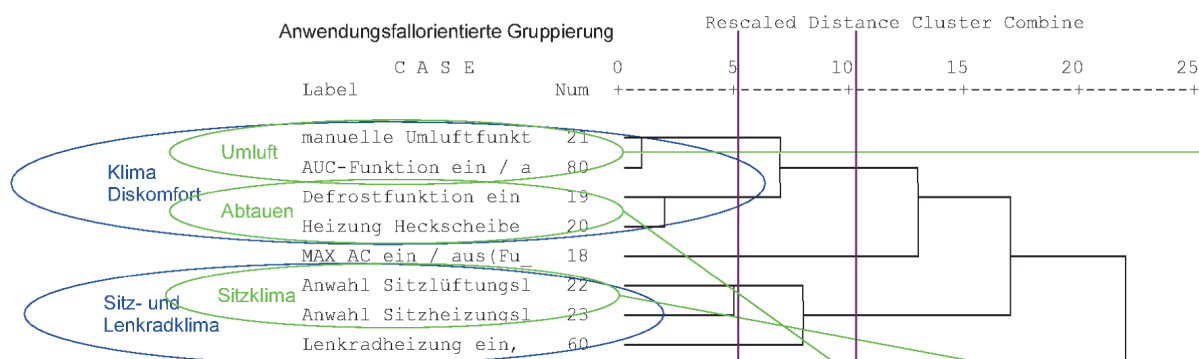 Anwendungsfallorientierte Gruppierung
Rescaled Distance Cluster Combine
C A S E 0 5 10 15 20 25
Label Num
Umluft
manuelle Umluftfunkt 21
AUC-Funktion ein / a 80
Klima
Diskomfort
Abtauen
Defrostfunktion ein 19
Heizung Heckscheibe 20
MAX AC ein / aus(Fu_ 18
Sitz- und
Lenkradklima
Sitzklima
Anwahl Sitzlüftungsl 22
Anwahl Sitzheizungsl 23
Lenkradheizung ein, 60